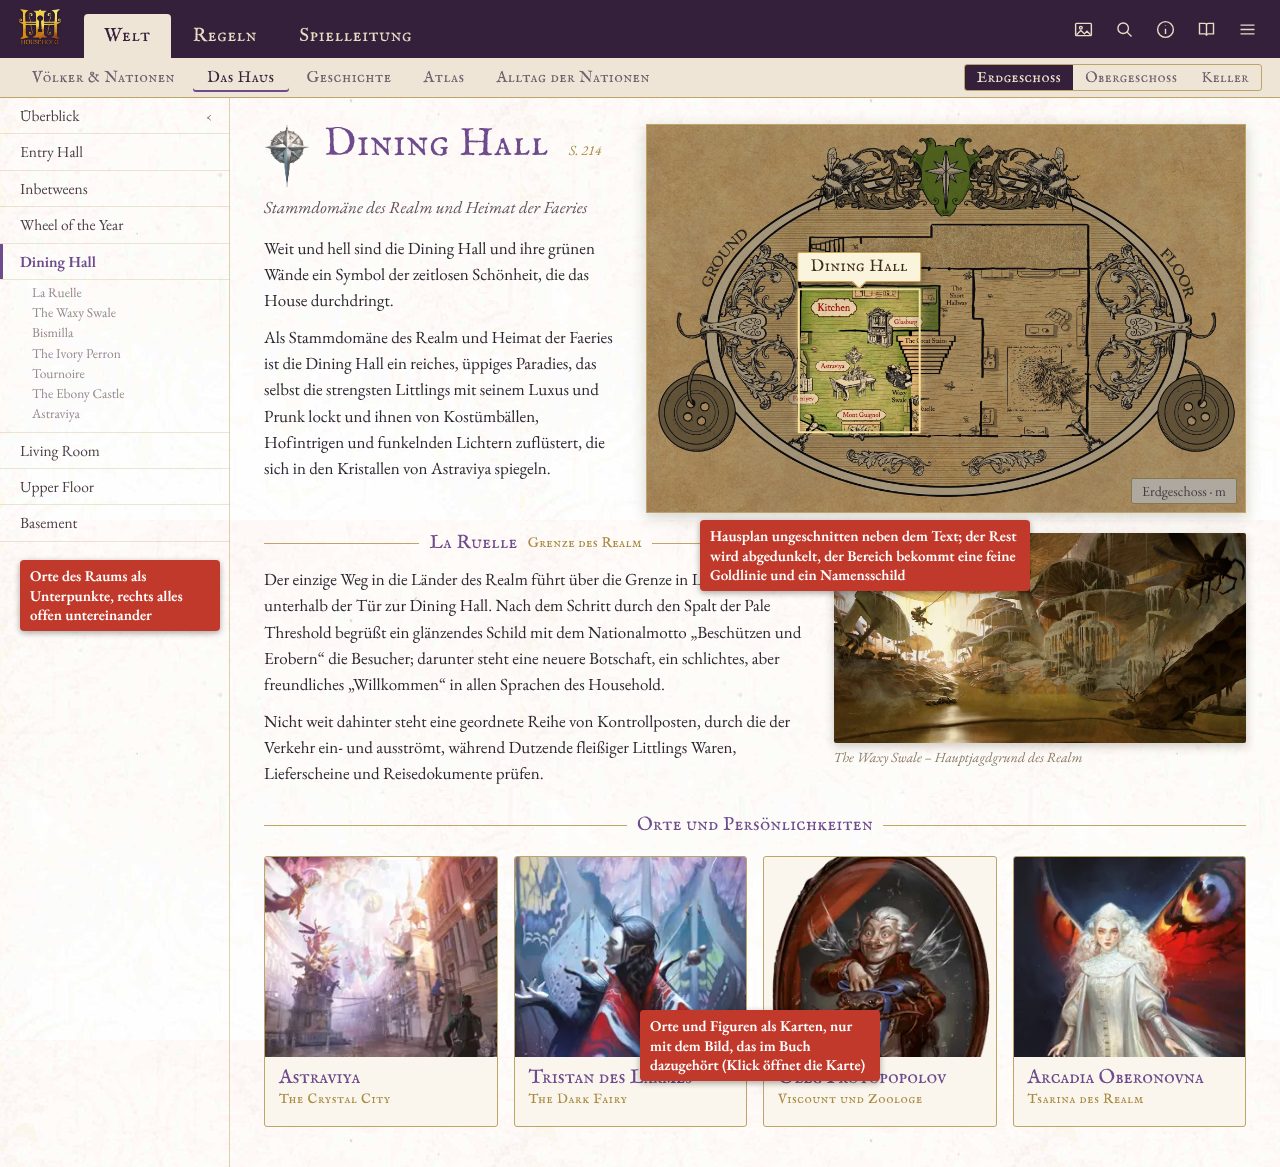 HOUSEHOLD
Welt
Regeln
Spielleitung
Völker & Nationen
Das Haus
Geschichte
Atlas
Alltag der Nationen
Erdgeschoss
Obergeschoss
Keller
Überblick
Entry Hall
Inbetweens
Wheel of the Year
Dining Hall
La Ruelle
The Waxy Swale
Bismilla
The Ivory Perron
Tournoire
The Ebony Castle
Astraviya
Living Room
Upper Floor
Basement
Orte des Raums als
Unterpunkte, rechts alles
offen untereinander
Dining Hall S. 214
Stammdomäne des Realm und Heimat der Faeries
Weit und hell sind die Dining Hall und ihre grünen
Wände ein Symbol der zeitlosen Schönheit, die das
House durchdringt.
Als Stammdomäne des Realm und Heimat der Faeries
ist die Dining Hall ein reiches, üppiges Paradies, das
selbst die strengsten Littlings mit seinem Luxus und
Prunk lockt und ihnen von Kostümbällen,
Hofintrigen und funkelnden Lichtern zuflüstert, die
sich in den Kristallen von Astraviya spiegeln.
GROUND
FLOOR
Dining Hall
The
Short
Hallway
Kitchen
Glasburg
The Great Stairs
Astraviya
Waxy
Swale
Mont Guignol
Erdgeschoss · m
La Ruelle Grenze des Realm
Hausplan ungeschnitten neben dem Text; der Rest
wird abgedunkelt, der Bereich bekommt eine feine
Goldlinie und ein Namensschild
Der einzige Weg in die Länder des Realm führt über die Grenze in L
unterhalb der Tür zur Dining Hall. Nach dem Schritt durch den Spalt der Pale
Threshold begrüßt ein glänzendes Schild mit dem Nationalmotto „Beschützen und
Erobern“ die Besucher; darunter steht eine neuere Botschaft, ein schlichtes, aber
freundliches „Willkommen“ in allen Sprachen des Household.
Nicht weit dahinter steht eine geordnete Reihe von Kontrollposten, durch die der
Verkehr ein- und ausströmt, während Dutzende fleißiger Littlings Waren,
Lieferscheine und Reisedokumente prüfen.
The Waxy Swale – Hauptjagdgrund des Realm
Orte und Persönlichkeiten
Astraviya
The Crystal City
Tristan des
The Dark Fairy
Orte und Figuren als Karten, nur
mit dem Bild, das im Buch
dazugehört (Klick öffnet die Karte)
Viscount und Zoologe
Arcadia Oberonovna
Tsarina des Realm